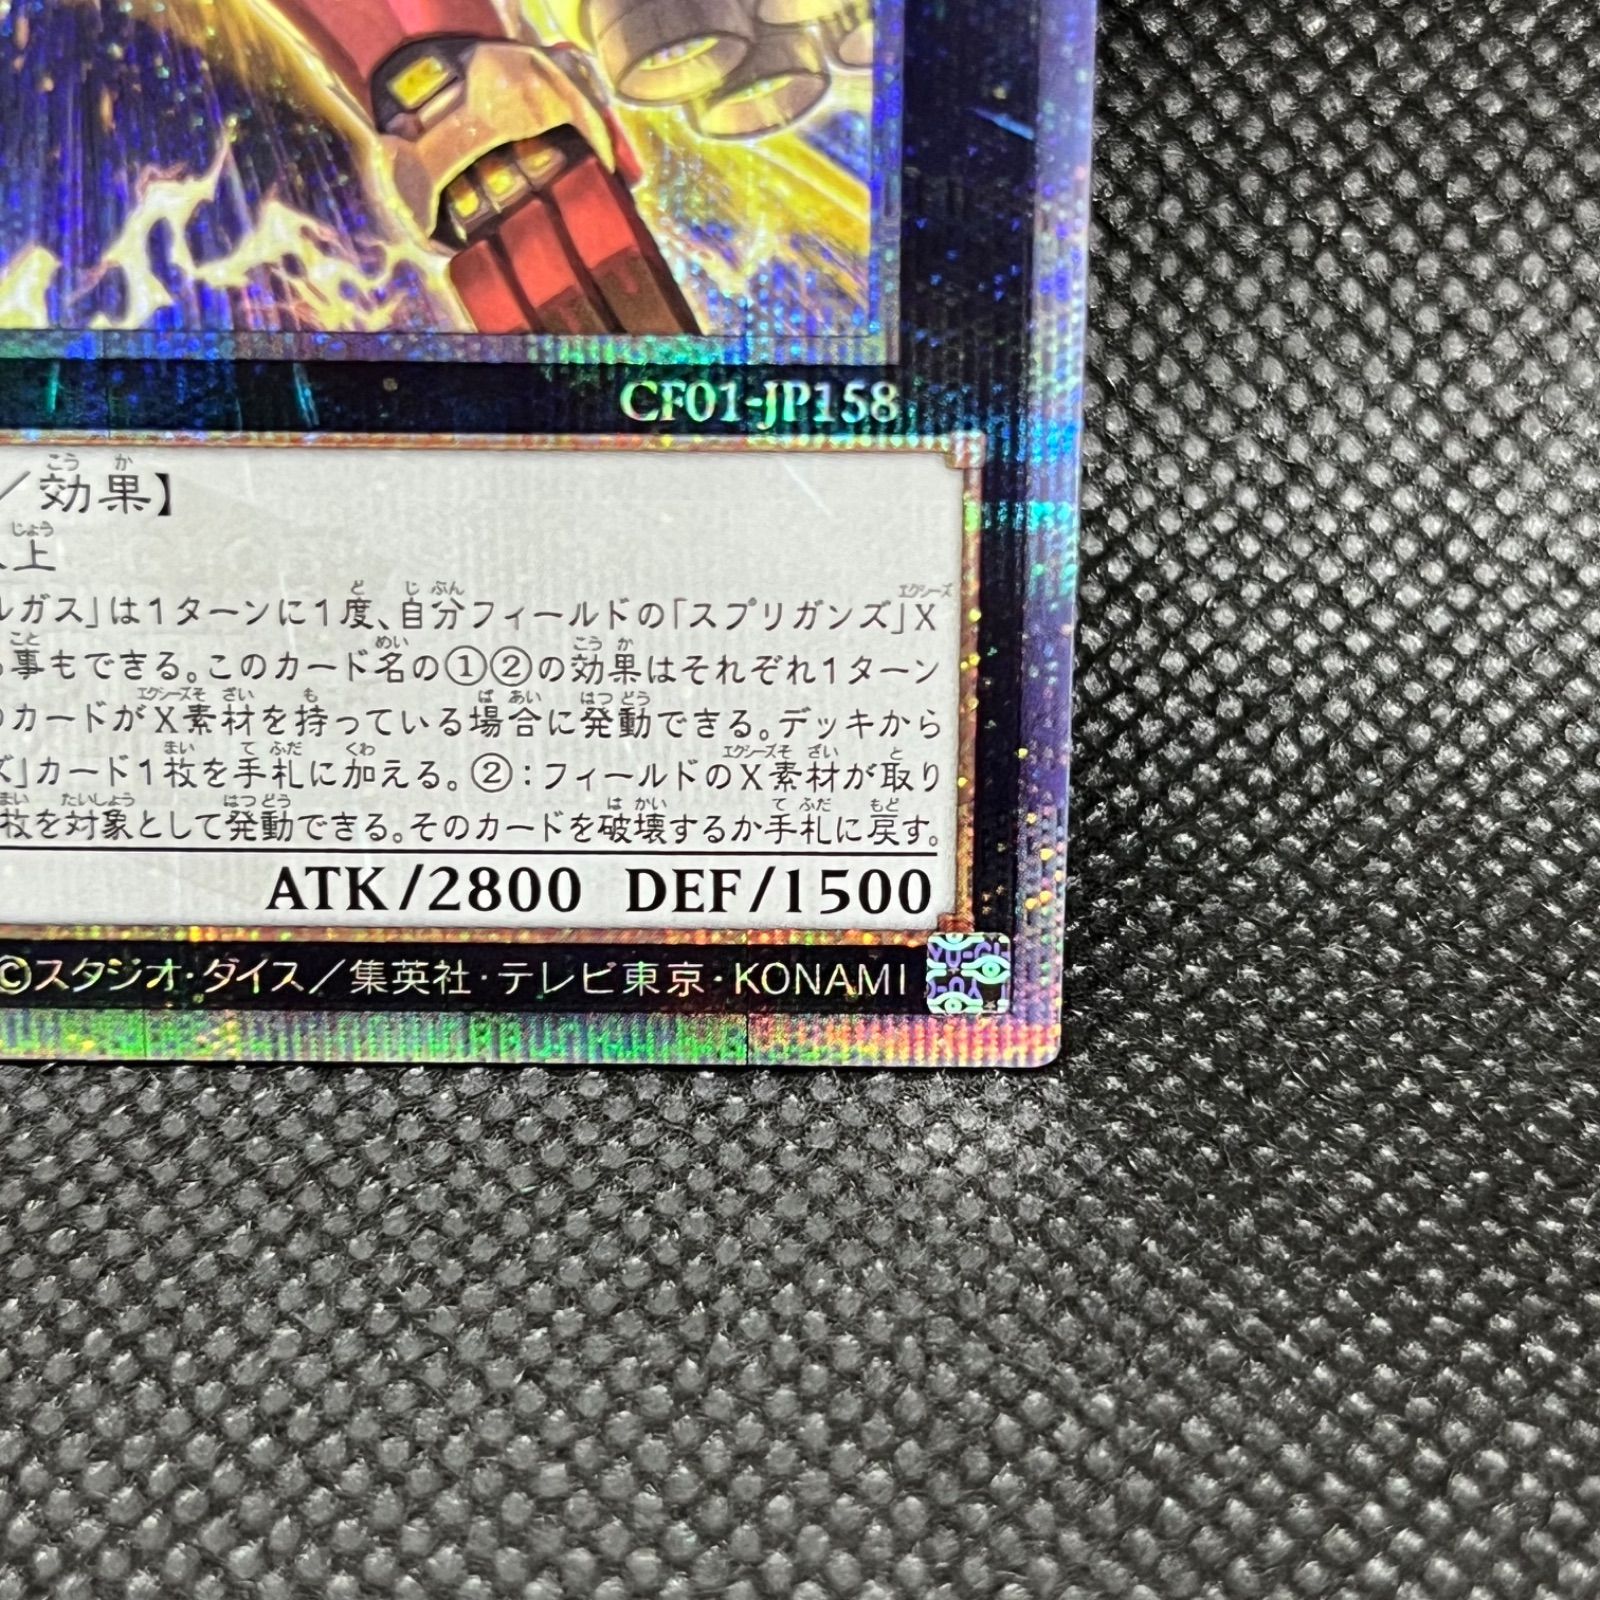 CF01-JP158
／効果】
上
ルガス」は1ターンに1度、自分フィールドの「スプリガンズ」X
事もできる。このカード名の①②の効果はそれぞれ1ターン
カードがX素材を持っている場合に発動できる。デッキから
ズ」カード1枚を手札に加える。②：フィールドのX素材が取り
枚を対象として発動できる。そのカードを破壊するか手札に戻す。
ATK/2800 DEF/1500
©スタジオ・ダイス／集英社・テレビ東京・KONAMI